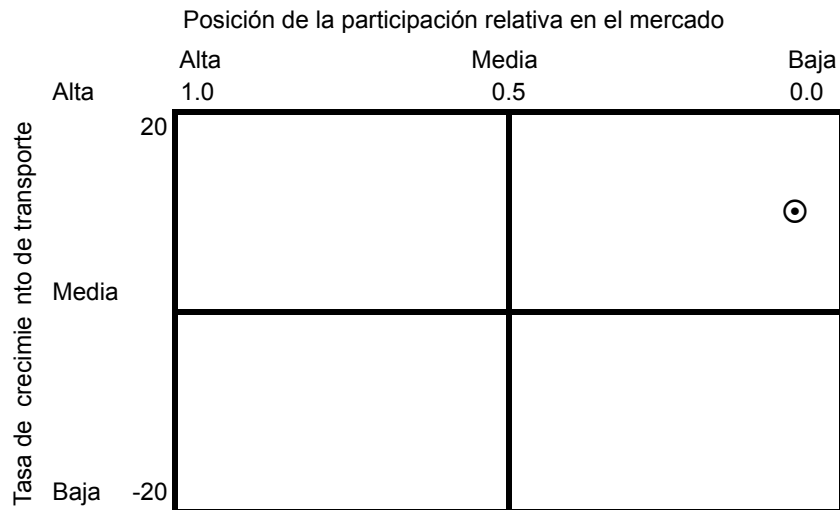 Posición de la participación relativa en el mercado
Alta Media Baja
Alta 1.0 0.5 0.0
20
Media
Baja -20
Tasa de crecimie nto de transporte